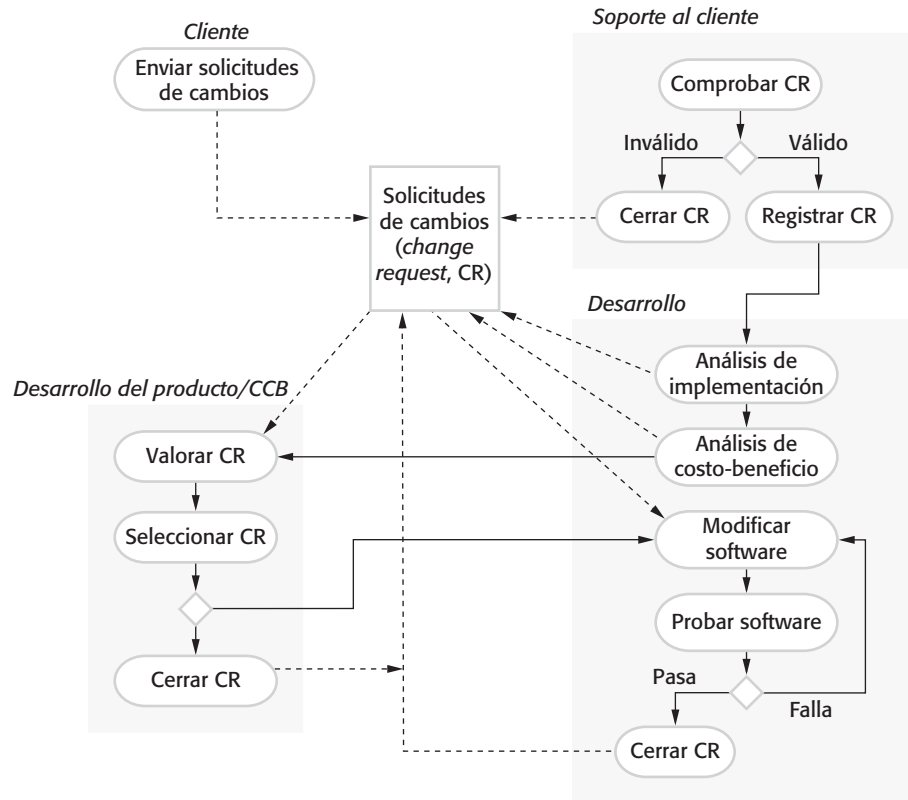 Cliente
Enviar solicitudes
de cambios
Soporte al cliente
Comprobar CR
Inválido
Válido
Cerrar CR
Registrar CR
Solicitudes
de cambios
(change
request, CR)
Desarrollo
Análisis de
implementación
Análisis de
costo-beneficio
Desarrollo del producto/CCB
Valorar CR
Seleccionar CR
Cerrar CR
Modificar
software
Probar software
Pasa
Falla
Cerrar CR